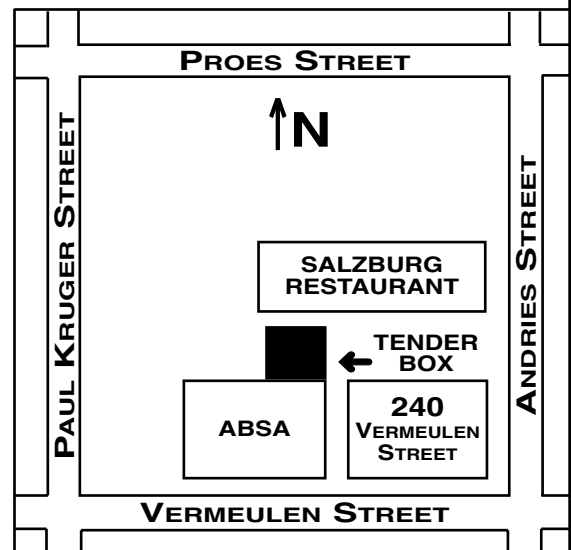 PROES STREET
N
PAUL KRUGER STREET
ANDRIES STREET
SALZBURG
RESTAURANT
TENDER
BOX
ABSA
240
VERMEULEN
STREET
VERMEULEN STREET